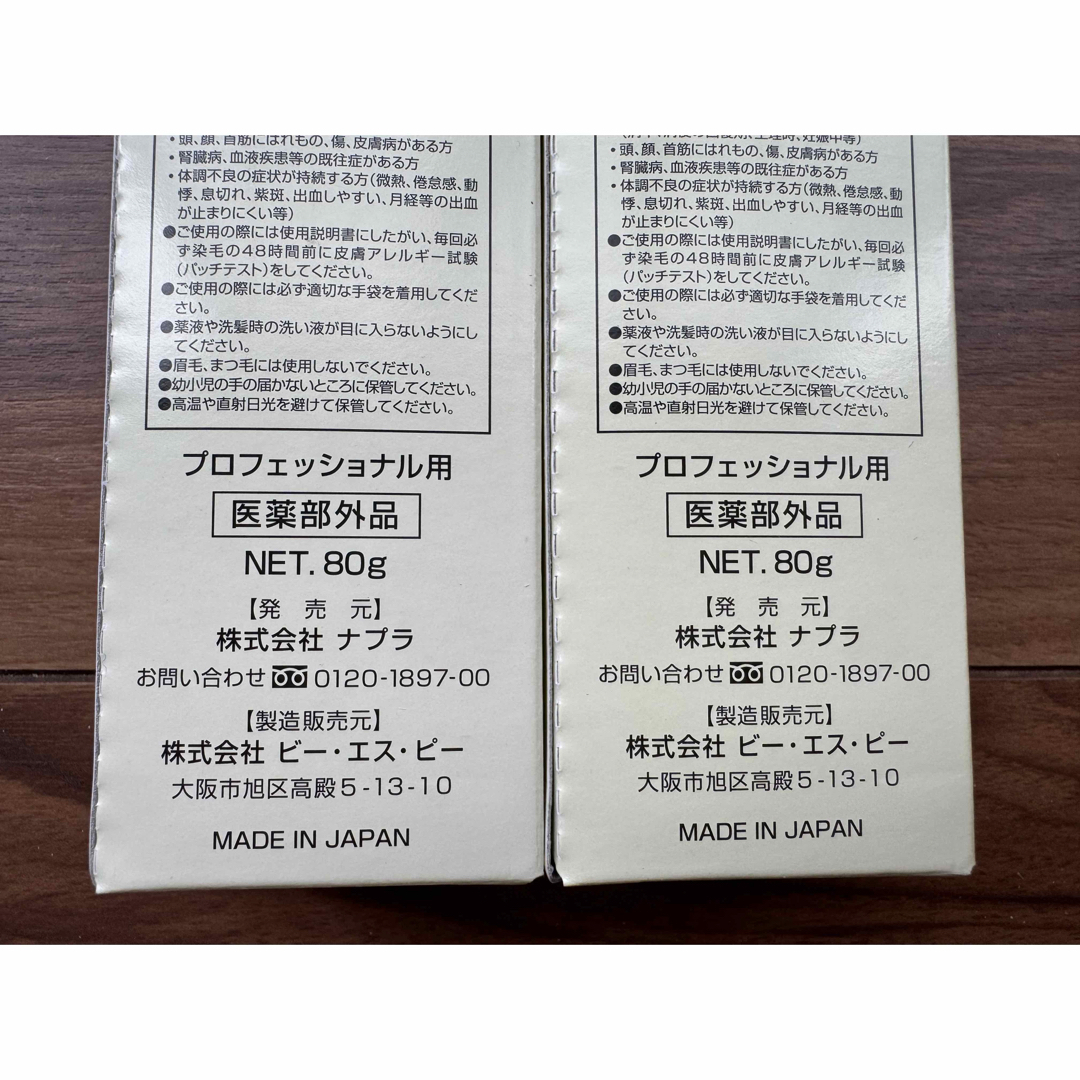 ・頭、顔、首筋にはれもの、傷、皮膚病がある方
・腎臓病、血液疾患等の既往症がある方
・体調不良の症状が持続する方(微熱、倦怠感、動
悸、息切れ、紫斑、出血しやすい、月経等の出血
が止まりにくい等)
●ご使用の際には使用説明書にしたがい、毎回必
ず染毛の48時間前に皮膚アレルギー試験
(パッチテスト)をしてください。
●ご使用の際には必ず適切な手袋を着用してくだ
さい。
●薬液や洗髪時の洗い液が目に入らないようにし
てください。
●眉毛、まつ毛には使用しないでください。
●幼小児の手の届かないところに保管してください。
●高温や直射日光を避けて保管してください。
プロフェッショナル用
医薬部外品
NET. 80g
【発 売 元】
株式会社 ナプラ
お問い合わせ 0120-1897-00
【製造販売元】
株式会社 ビー・エス・ピー
大阪市旭区高殿5-13-10
MADE IN JAPAN
(病中、病後の回復期、生理時、妊娠中等)
・頭、顔、首筋にはれもの、傷、皮膚病がある方
・腎臓病、血液疾患等の既往症がある方
・体調不良の症状が持続する方(微熱、倦怠感、動
悸、息切れ、紫斑、出血しやすい、月経等の出血
が止まりにくい等)
●ご使用の際には使用説明書にしたがい、毎回必
ず染毛の48時間前に皮膚アレルギー試験
(パッチテスト)をしてください。
●ご使用の際には必ず適切な手袋を着用してくだ
さい。
●薬液や洗髪時の洗い液が目に入らないようにし
てください。
●眉毛、まつ毛には使用しないでください。
●幼小児の手の届かないところに保管してください。
●高温や直射日光を避けて保管してください。
プロフェッショナル用
医薬部外品
NET. 80g
【発 売 元】
株式会社 ナプラ
お問い合わせ 0120-1897-00
【製造販売元】
株式会社 ビー・エス・ピー
大阪市旭区高殿5-13-10
MADE IN JAPAN